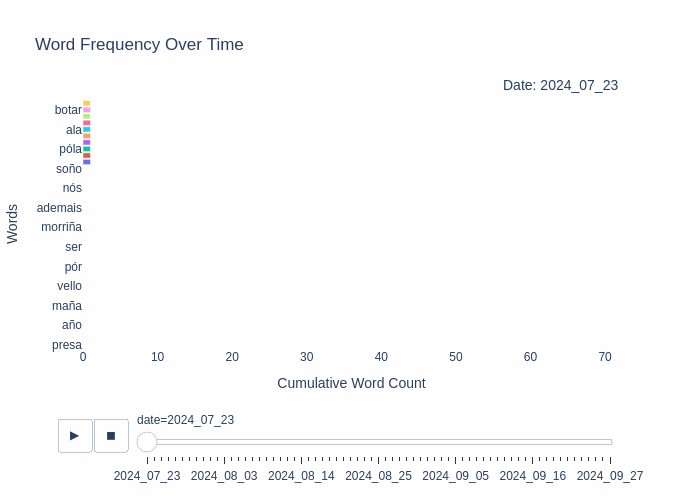 Word Frequency Over Time
Date: 2024_07_23
botar
ala
póla
soño
nós
ademais
morriña
ser
pór
vello
maña
año
presa
Words
0 10 20 30 40 50 60 70
Cumulative Word Count
date=2024_07_23
2024_07_23 2024_08_03 2024_08_14 2024_08_25 2024_09_05 2024_09_16 2024_09_27